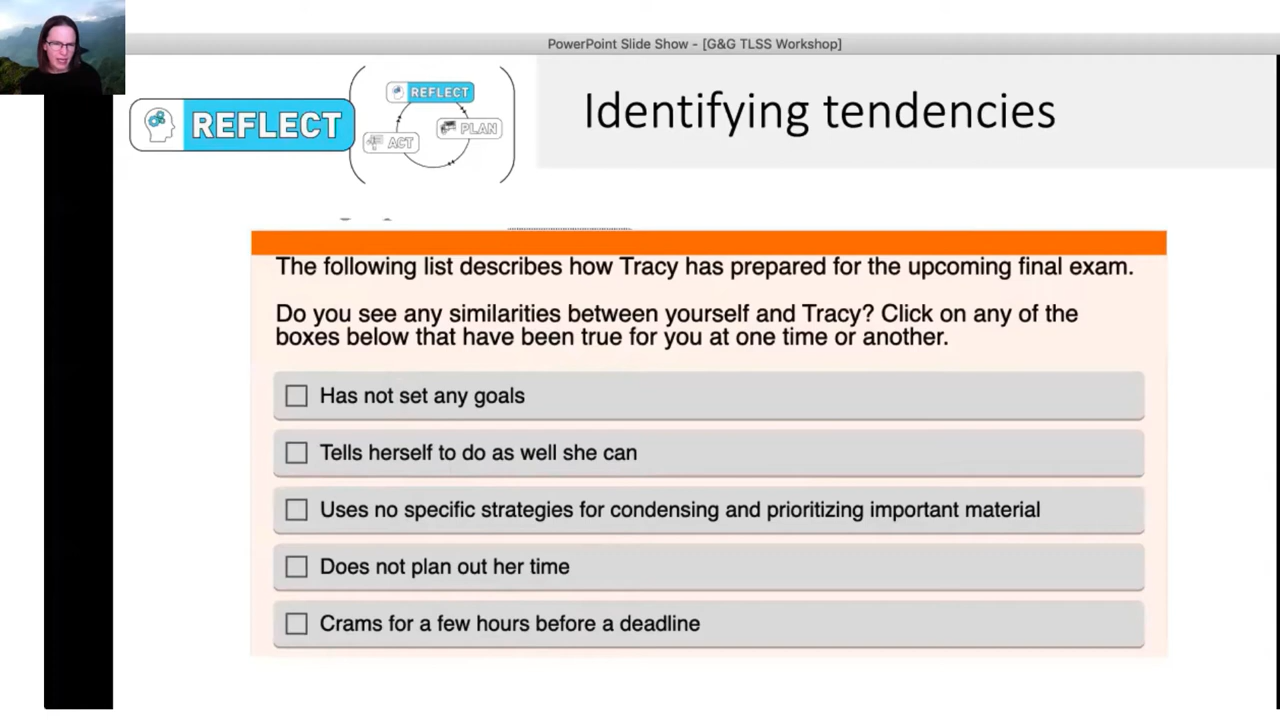 PowerPoint Slide Show - [G&G TLSS Workshop]
REFLECT
REFLECT
PLAN
ACT
Identifying tendencies
The following list describes how Tracy has prepared for the upcoming final exam.
Do you see any similarities between yourself and Tracy? Click on any of the
boxes below that have been true for you at one time or another.
Has not set any goals
Tells herself to do as well she can
Uses no specific strategies for condensing and prioritizing important material
Does not plan out her time
Crams for a few hours before a deadline